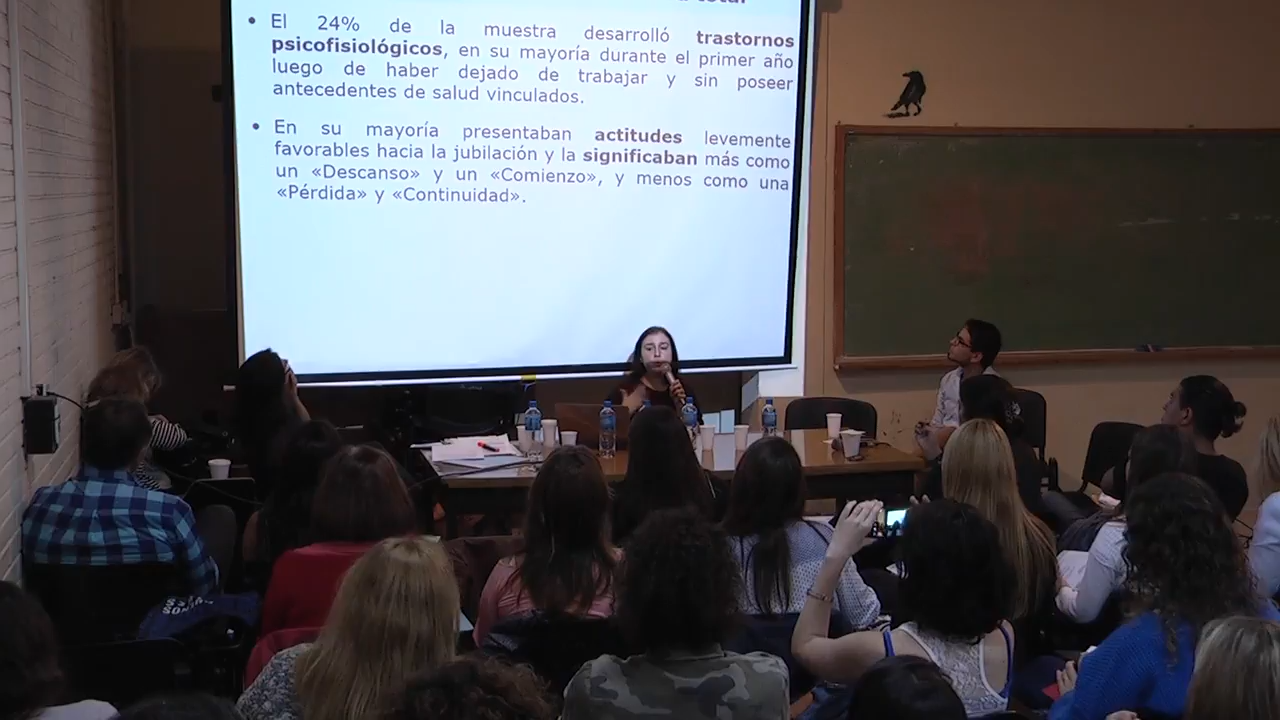 total
• El 24% de la muestra desarrolló trastornos
psicofisiológicos, en su mayoría durante el primer año
luego de haber dejado de trabajar y sin poseer
antecedentes de salud vinculados.
• En su mayoría presentaban actitudes levemente
favorables hacia la jubilación y la significaban más como
un «Descanso» y un «Comienzo», y menos como una
«Pérdida» y «Continuidad».